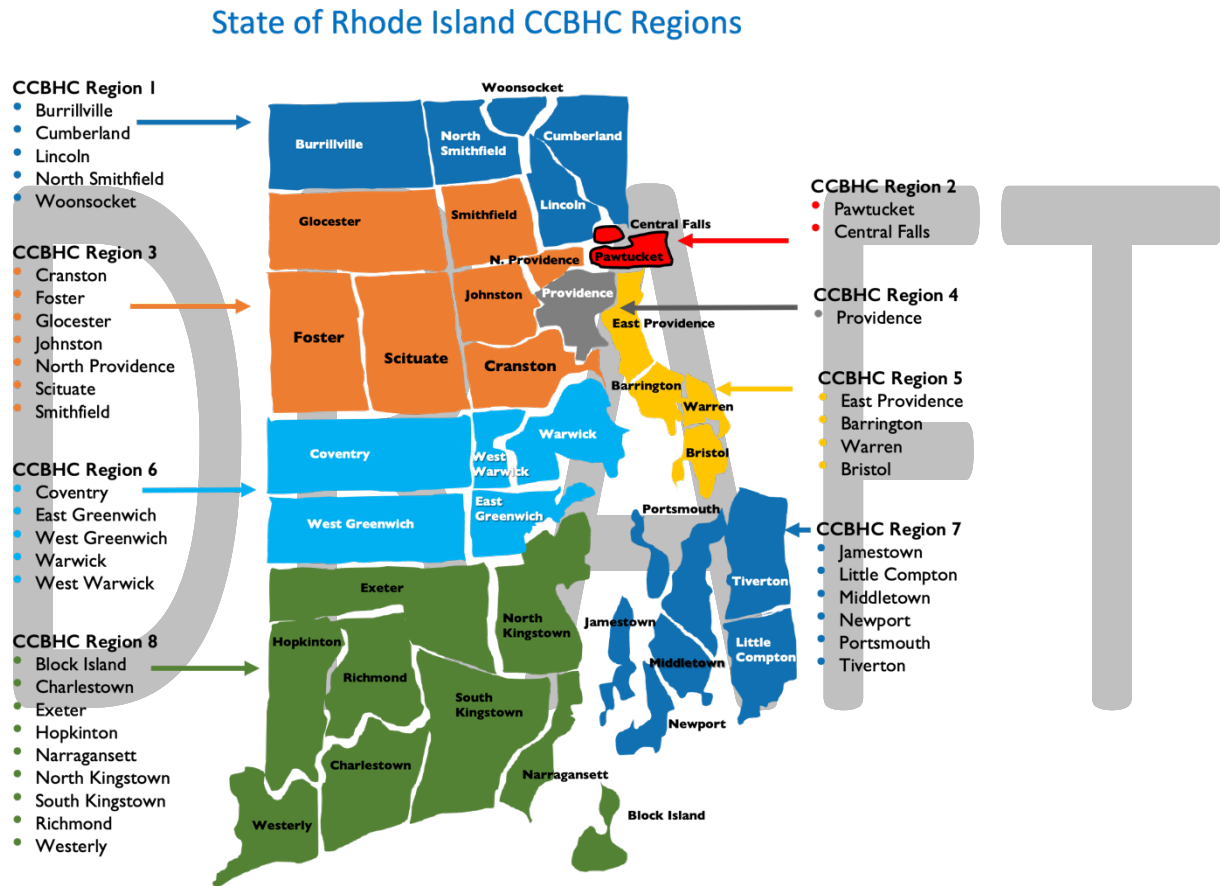 State of Rhode Island CCBHC Regions
CCBHC Region 1
• Burrillville
• Cumberland
• Lincoln
• North Smithfield
• Woonsocket
CCBHC Region 3
• Cranston
• Foster
• Glocester
• Johnston
• North Providence
• Scituate
• Smithfield
CCBHC Region 6
• Coventry
• East Greenwich
• West Greenwich
• Warwick
• West Warwick
CCBHC Region 8
• Block Island
• Charlestown
• Exeter
• Hopkinton
• Narragansett
• North Kingstown
• South Kingstown
• Richmond
• Westerly
Woonsocket
Burrillville
North
Smithfield
Cumberland
Lincoln
Glocester
Smithfield
Central Falls
N. Providence
Pawtucket
Foster
Scituate
Johnston
Providence
East Providence
Cranston
Barrington
Warren
Bristol
Coventry
West
Warwick
Warwick
West Greenwich
East
Greenwich
Portsmouth
Tiverton
Exeter
North
Kingstown
Jamestown
Hopkinton
Richmond
South
Kingstown
Middletown
Little
Compton
Newport
Charlestown
Narragansett
Westerly
Block Island
CCBHC Region 2
• Pawtucket
• Central Falls
CCBHC Region 4
• Providence
CCBHC Region 5
• East Providence
• Barrington
• Warren
• Bristol
CCBHC Region 7
• Jamestown
• Little Compton
• Middletown
• Newport
• Portsmouth
• Tiverton
DRAFT